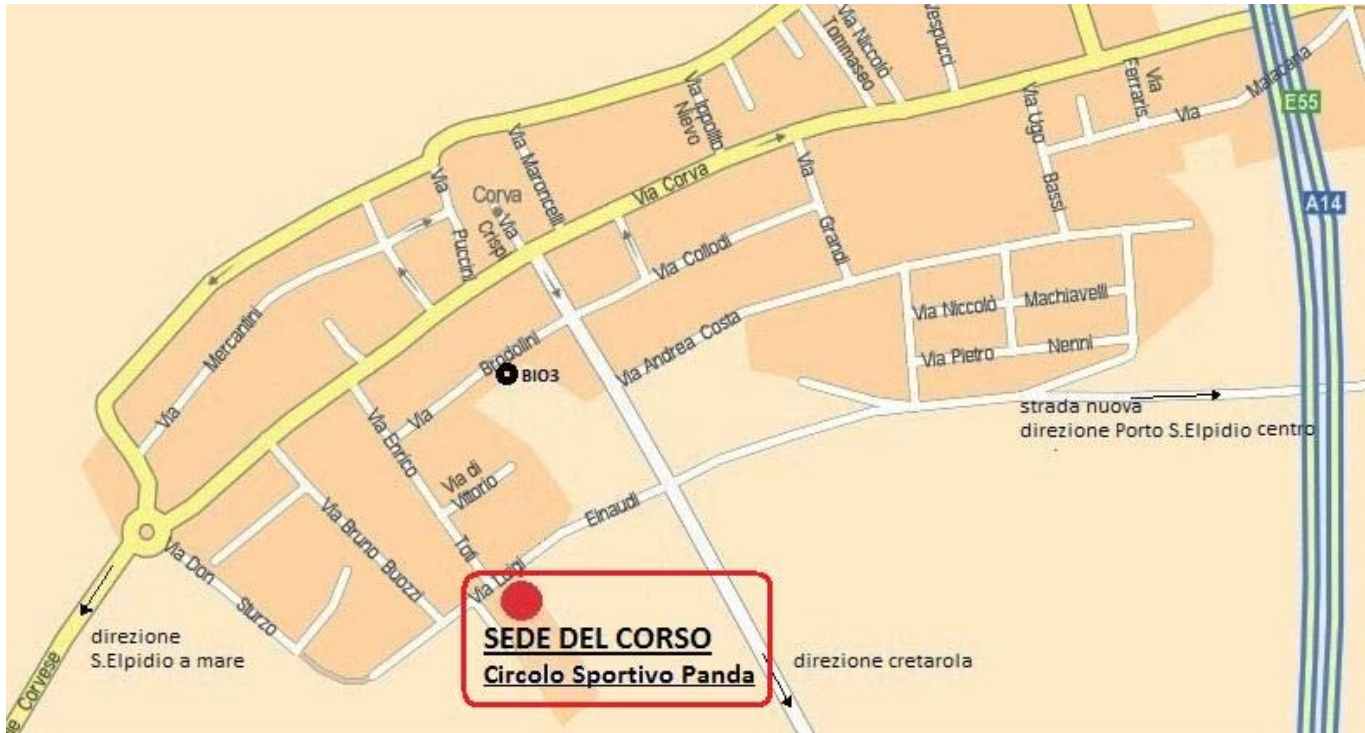 Via Niccolò
Tommaseo
Vespucci
Via Ippolito
Nievo
Via
Ferraris
Via Malacaria
E55
A14
Via Maroncelli
Via Ugo
Bassi
Via Corva
Corva
Via
Crispi
Via
Puccini
Via
Grandi
Via Collodi
Via Mercantini
Via Niccolò Machiavelli
Via Andrea Costa
Via Pietro Nenni
Via Brodolini
BIO3
strada nuova
direzione Porto S.Elpidio centro
Via Enrico
Toti
Via di
Vittorio
Via Luigi Einaudi
Via Bruno Buozzi
Via Don
Sturzo
direzione
S.Elpidio a mare
SEDE DEL CORSO
Circolo Sportivo Panda
direzione cretarola
Corvese